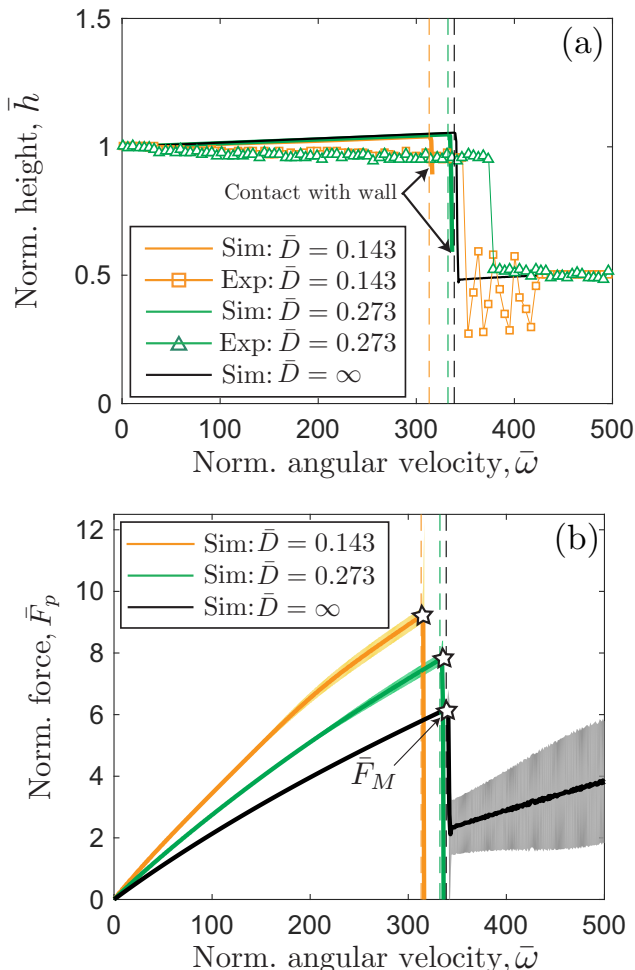 1.5
(a)
1
Norm. height, h̄
Contact with wall
0.5
Sim: D̄ = 0.143
Exp: D̄ = 0.143
Sim: D̄ = 0.273
Exp: D̄ = 0.273
Sim: D̄ = ∞
0
0 100 200 300 400 500
Norm. angular velocity, ω̄
12
(b)
Sim: D̄ = 0.143
Sim: D̄ = 0.273
Sim: D̄ = ∞
10
8
6
Norm. force, F̄p
F̄M
4
2
0
0 100 200 300 400 500
Norm. angular velocity, ω̄